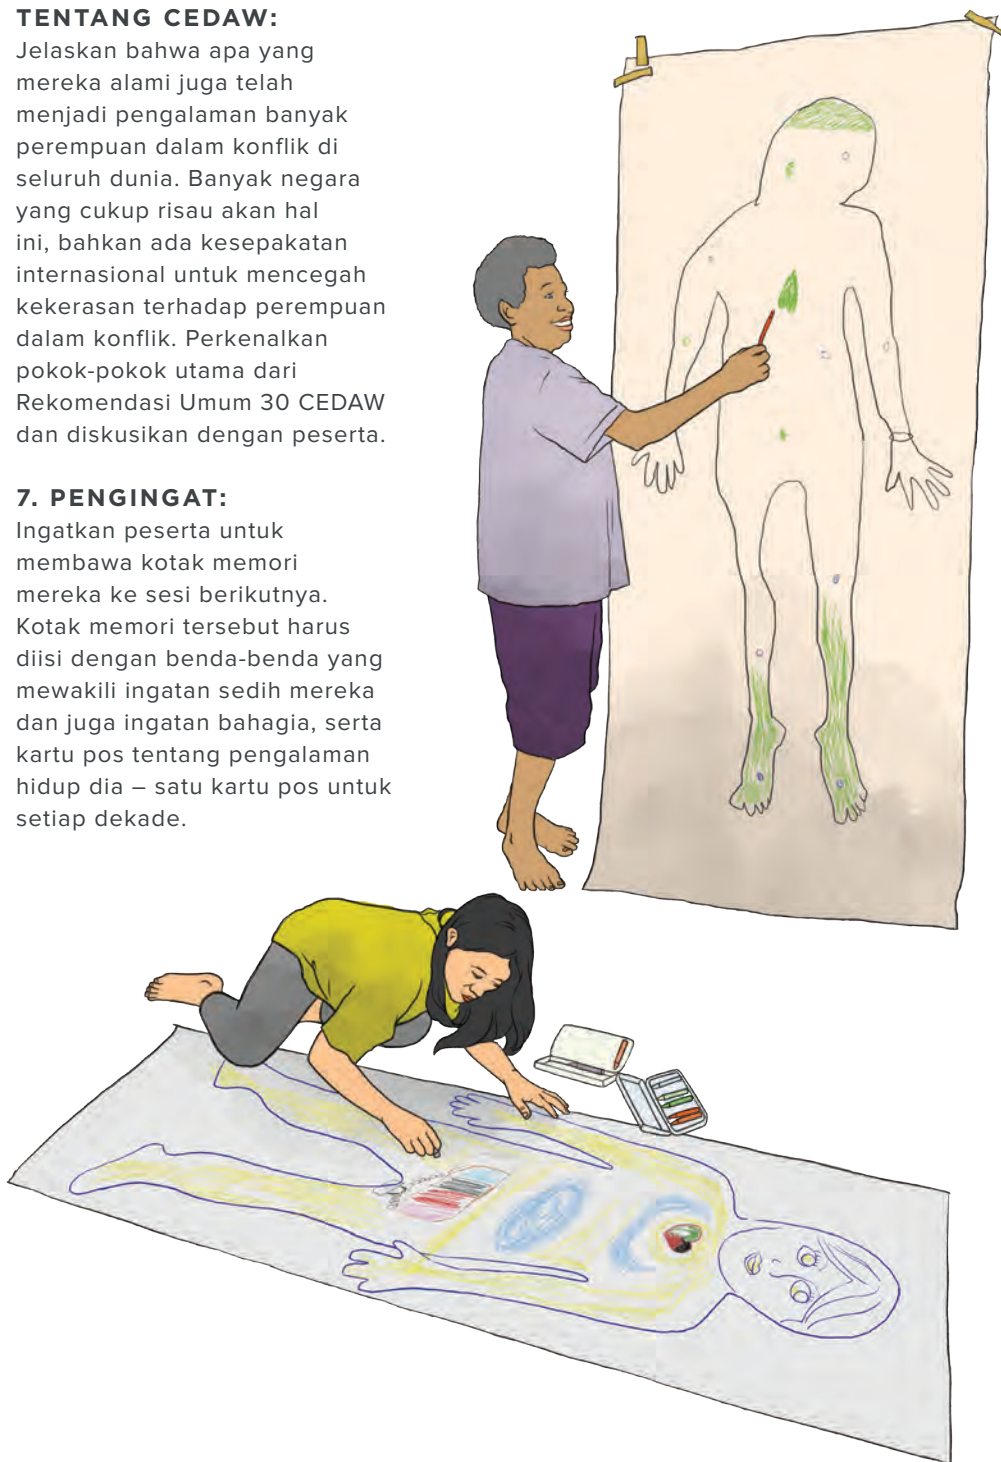 TENTANG CEDAW:
Jelaskan bahwa apa yang
mereka alami juga telah
menjadi pengalaman banyak
perempuan dalam konflik di
seluruh dunia. Banyak negara
yang cukup risau akan hal
ini, bahkan ada kesepakatan
internasional untuk mencegah
kekerasan terhadap perempuan
dalam konflik. Perkenalkan
pokok-pokok utama dari
Rekomendasi Umum 30 CEDAW
dan diskusikan dengan peserta.
7. PENGINGAT:
Ingatkan peserta untuk
membawa kotak memori
mereka ke sesi berikutnya.
Kotak memori tersebut harus
diisi dengan benda-benda yang
mewakili ingatan sedih mereka
dan juga ingatan bahagia, serta
kartu pos tentang pengalaman
hidup dia – satu kartu pos untuk
setiap dekade.